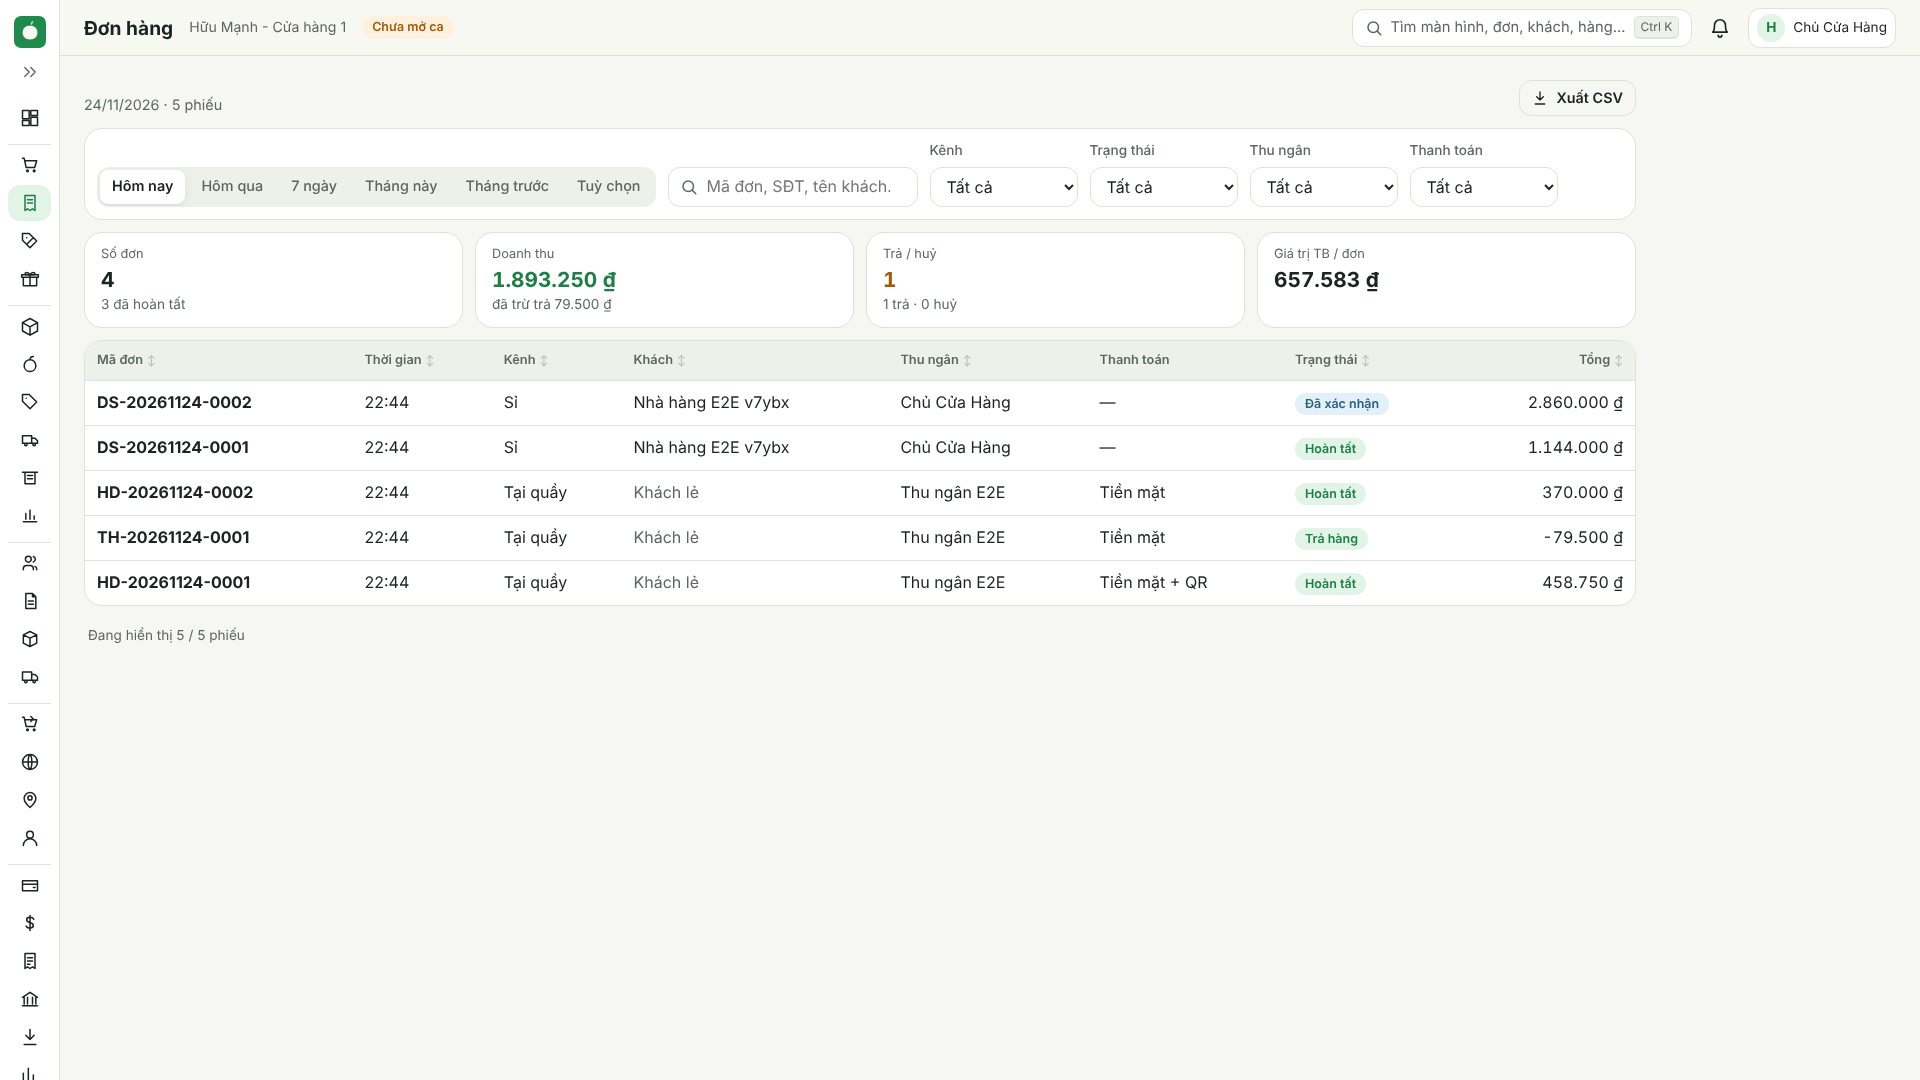 Đơn hàng
Hữu Mạnh - Cửa hàng 1
Chưa mở ca
Tìm màn hình, đơn, khách, hàng...
Ctrl K
H
Chủ Cửa Hàng
24/11/2026 · 5 phiếu
Xuất CSV
Kênh
Trạng thái
Thu ngân
Thanh toán
Hôm nay
Hôm qua
7 ngày
Tháng này
Tháng trước
Tuỳ chọn
Mã đơn, SĐT, tên khách.
Tất cả
Tất cả
Tất cả
Tất cả
Số đơn
4
3 đã hoàn tất
Doanh thu
1.893.250 ₫
đã trừ trả 79.500 ₫
Trả / huỷ
1
1 trả · 0 huỷ
Giá trị TB / đơn
657.583 ₫
Mã đơn Thời gian Kênh Khách Thu ngân Thanh toán Trạng thái Tổng
DS-20261124-0002 22:44 Sỉ Nhà hàng E2E v7ybx Chủ Cửa Hàng — Đã xác nhận 2.860.000 ₫
DS-20261124-0001 22:44 Sỉ Nhà hàng E2E v7ybx Chủ Cửa Hàng — Hoàn tất 1.144.000 ₫
HD-20261124-0002 22:44 Tại quầy Khách lẻ Thu ngân E2E Tiền mặt Hoàn tất 370.000 ₫
TH-20261124-0001 22:44 Tại quầy Khách lẻ Thu ngân E2E Tiền mặt Trả hàng -79.500 ₫
HD-20261124-0001 22:44 Tại quầy Khách lẻ Thu ngân E2E Tiền mặt + QR Hoàn tất 458.750 ₫
Đang hiển thị 5 / 5 phiếu